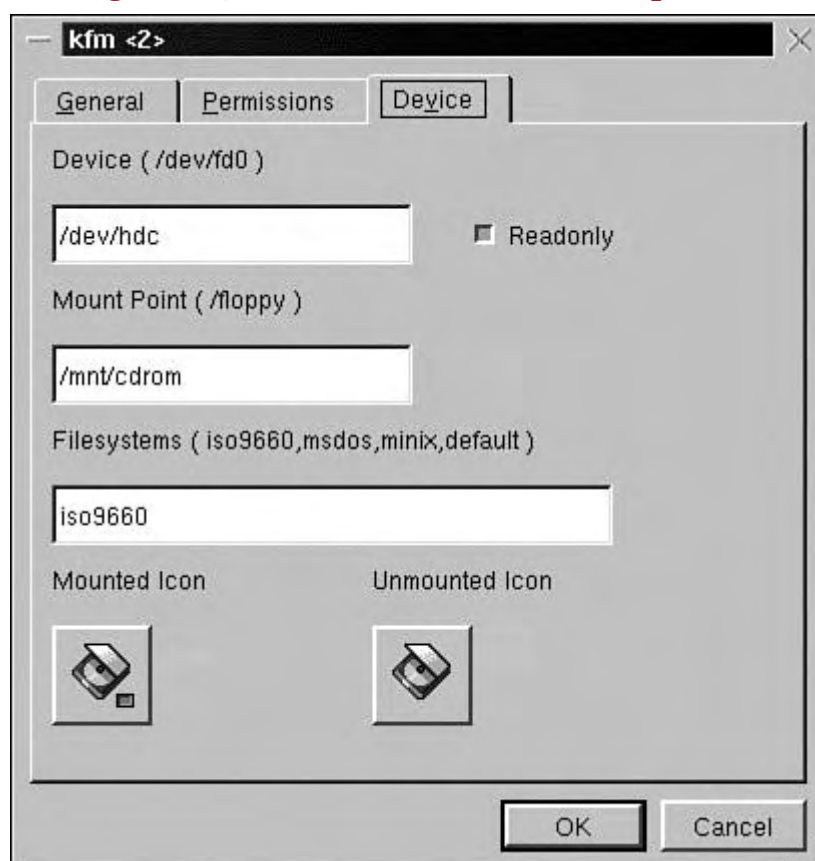 kfm <2>
General Permissions Device
Device ( /dev/fd0 )
/dev/hdc Readonly
Mount Point ( /floppy )
/mnt/cdrom
Filesystems ( iso9660,msdos,minix,default )
iso9660
Mounted Icon Unmounted Icon
OK Cancel